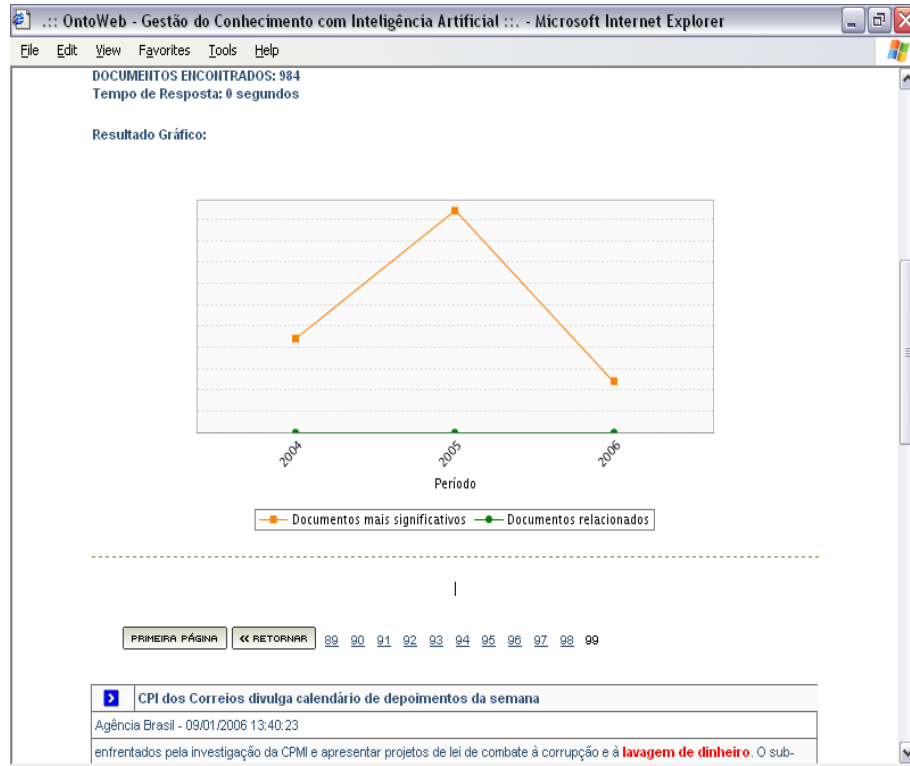 .:: OntoWeb - Gestão do Conhecimento com Inteligência Artificial ::. - Microsoft Internet Explorer
File Edit View Favorites Tools Help
DOCUMENTOS ENCONTRADOS: 984
Tempo de Resposta: 0 segundos
Resultado Gráfico:
2004 2005 2006
Período
Documentos mais significativos Documentos relacionados
|
PRIMEIRA PÁGINA << RETORNAR 89 90 91 92 93 94 95 96 97 98 99
CPI dos Correios divulga calendário de depoimentos da semana
Agência Brasil - 09/01/2006 13:40:23
enfrentados pela investigação da CPMI e apresentar projetos de lei de combate à corrupção e à lavagem de dinheiro. O sub-